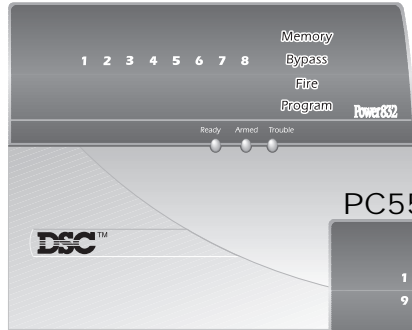 Memory
1 2 3 4 5 6 7 8 Bypass
Fire
Program Power832
Ready Armed Trouble
PC55
DSC™
1
9